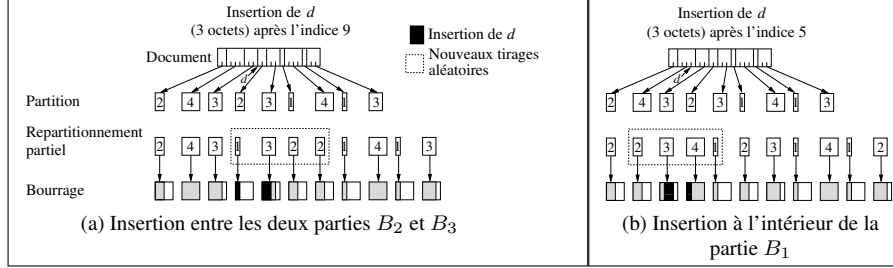 Insertion de d
(3 octets) après l'indice 9
Document
d
Insertion de d
Nouveaux tirages
aléatoires
Partition
2 4 3 2 3 1 4 1 3
Repartitionnement
partiel
2 4 3 1 3 2 2 1 4 1 3
Bourrage
(a) Insertion entre les deux parties B2 et B3
Insertion de d
(3 octets) après l'indice 5
d
2 4 3 2 3 1 4 1 3
2 2 3 4 1 2 3 1 4 1 2
(b) Insertion à l'intérieur de la
partie B1